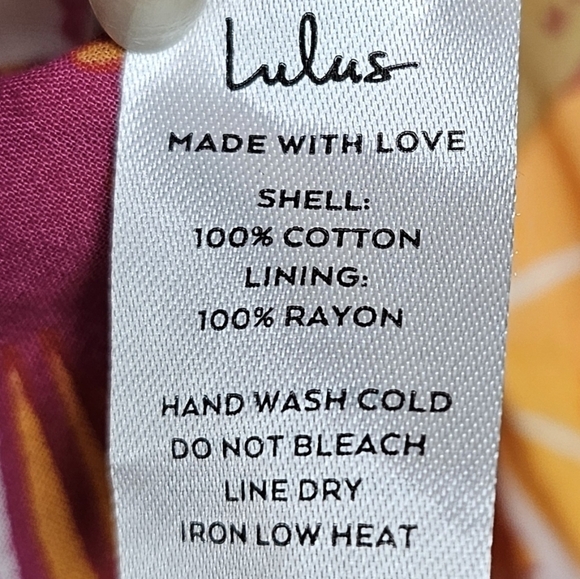 Lulus
MADE WITH LOVE
SHELL:
100% COTTON
LINING:
100% RAYON
HAND WASH COLD
DO NOT BLEACH
LINE DRY
IRON LOW HEAT